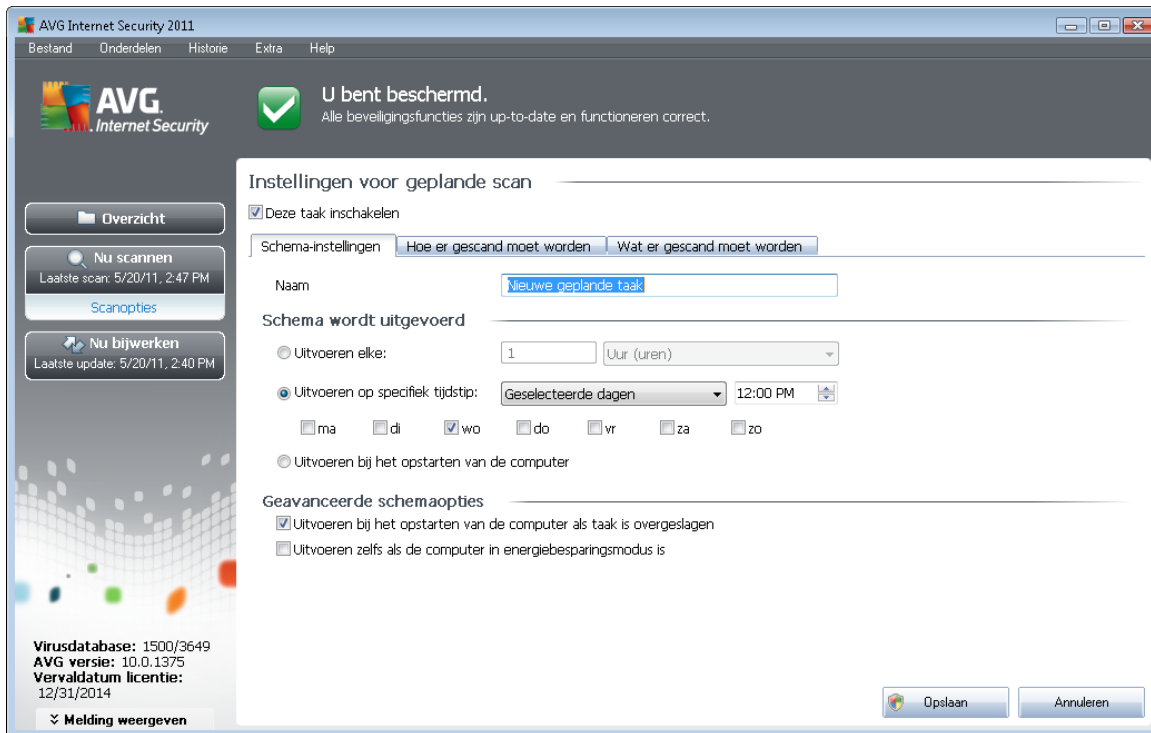 AVG Internet Security 2011
Bestand Onderdelen Historie Extra Help
AVG.
Internet Security
U bent beschermd.
Alle beveiligingsfuncties zijn up-to-date en functioneren correct.
Overzicht
Nu scannen
Laatste scan: 5/20/11, 2:47 PM
Scanopties
Nu bijwerken
Laatste update: 5/20/11, 2:40 PM
Virusdatabase: 1500/3649
AVG versie: 10.0.1375
Vervaldatum licentie:
12/31/2014
Melding weergeven
Instellingen voor geplande scan
Deze taak inschakelen
Schema-instellingen Hoe er gescand moet worden Wat er gescand moet worden
Naam Nieuwe geplande taak
Schema wordt uitgevoerd
Uitvoeren elke: 1 Uur (uren)
Uitvoeren op specifiek tijdstip: Geselecteerde dagen 12:00 PM
ma di wo do vr za zo
Uitvoeren bij het opstarten van de computer
Geavanceerde schemaopties
Uitvoeren bij het opstarten van de computer als taak is overgeslagen
Uitvoeren zelfs als de computer in energiebesparingsmodus is
Opslaan Annuleren